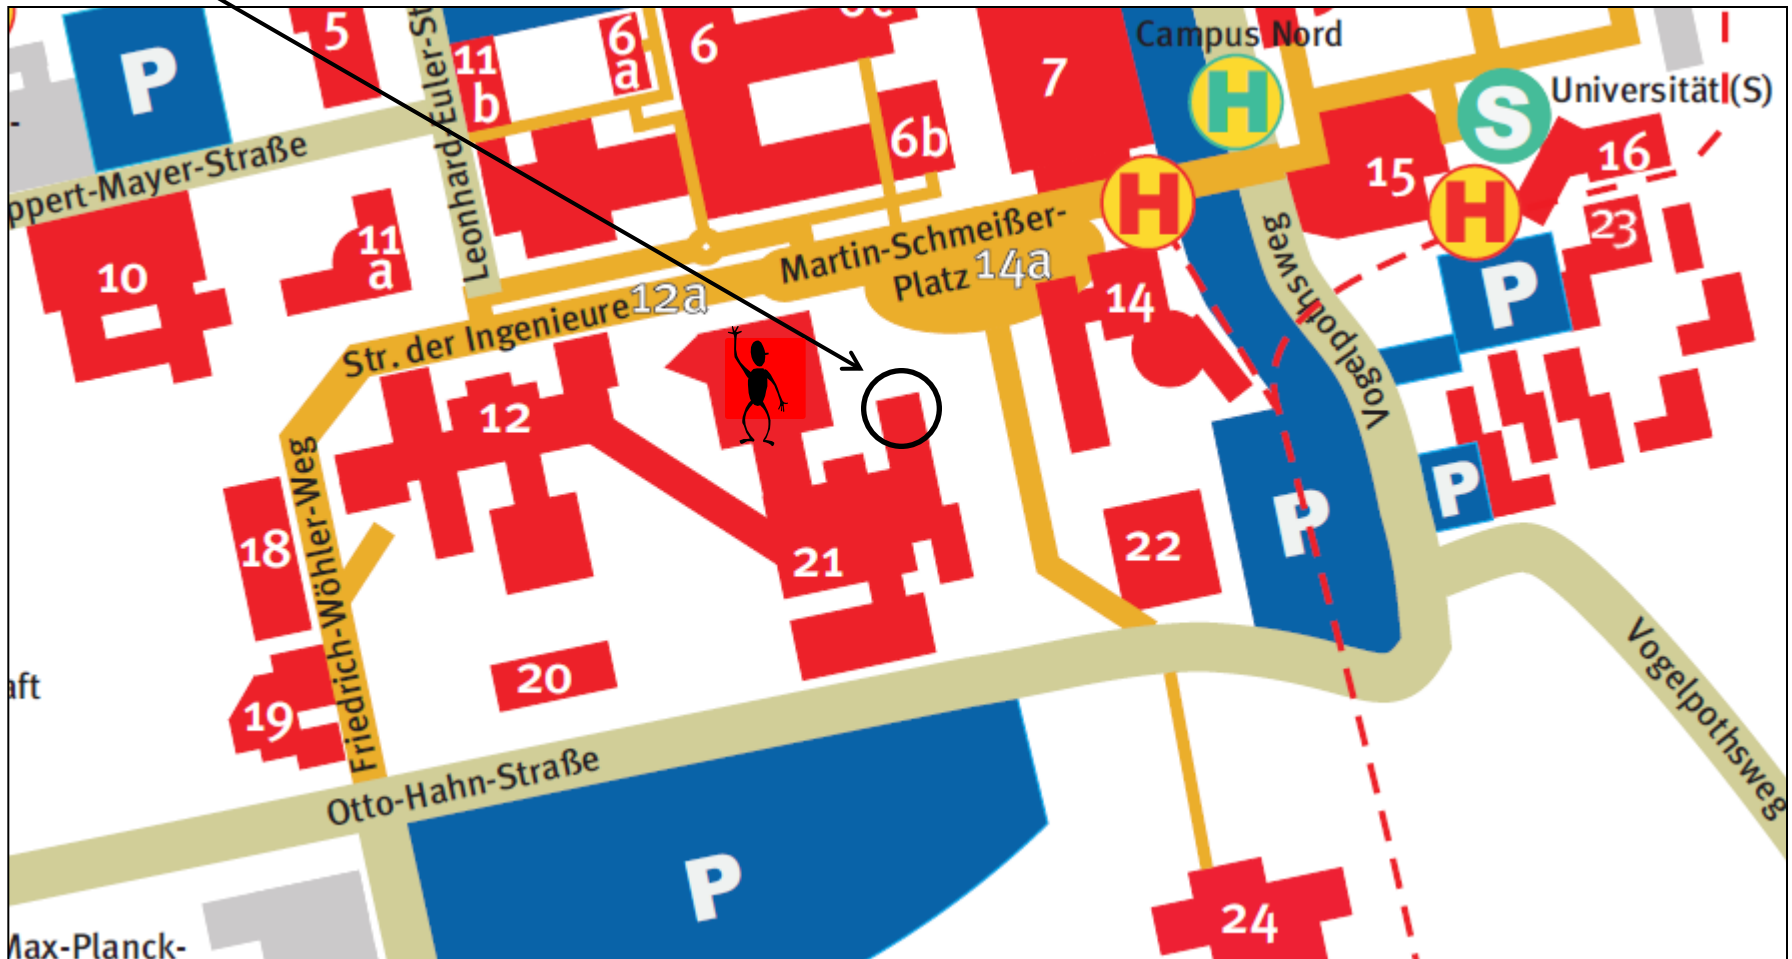 5
6
6
a
11
b
P
Leonhard-Euler-St
7
Campus Nord
H
S
Universität (S)
6b
15
16
ppert-Mayer-Straße
H
H
23
10
11
a
Martin-Schmeißer-
Platz
14a
Vogelpothsweg
P
12a
14
Str. der Ingenieure
12
P
18
Friedrich-Wöhler-Weg
21
22
P
20
19
aft
Otto-Hahn-Straße
Vogelpothsweg
P
24
Max-Planck-